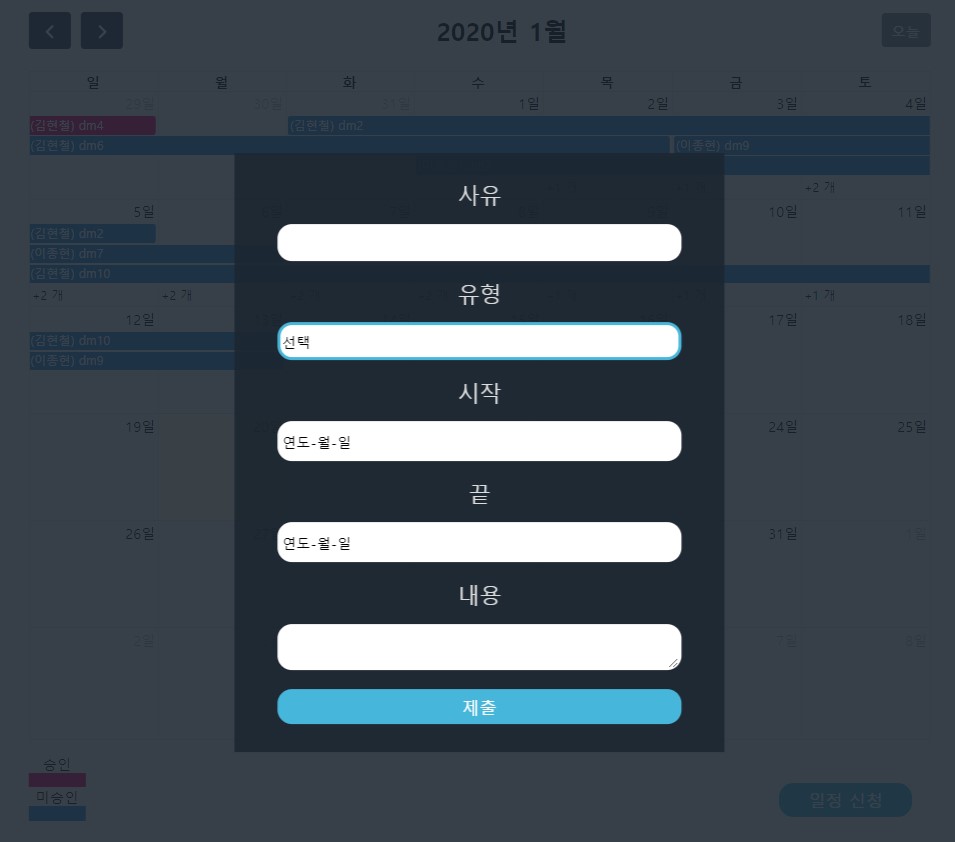 2020년 1월
오늘
일 월 화 수 목 금 토
29일 30일 31일 1일 2일 3일 4일
(김현철) dm4 (김현철) dm2
(김현철) dm6 (이종현) dm9
+2 개
사유
5일 10일 11일
(김현철) dm2
(이종현) dm7
(김현철) dm10
+2 개 +2 개 +1 개
유형
선택
12일 17일 18일
(김현철) dm10
(이종현) dm9
시작
연도-월-일
19일 24일 25일
끝
연도-월-일
26일 31일 1일
내용
2일 7일 8일
제출
승인
미승인
일정 신청